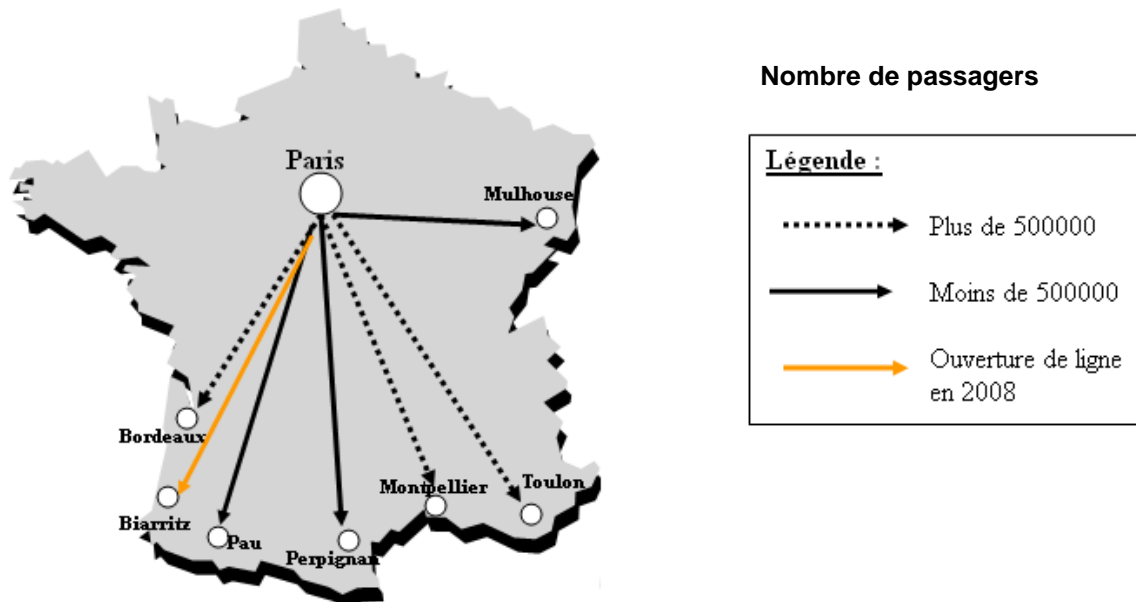 Nombre de passagers
Légende :
Plus de 500000
Moins de 500000
Ouverture de ligne
en 2008
Paris
Mulhouse
Bordeaux
Biarritz
Pau
Perpignan
Montpellier
Toulon